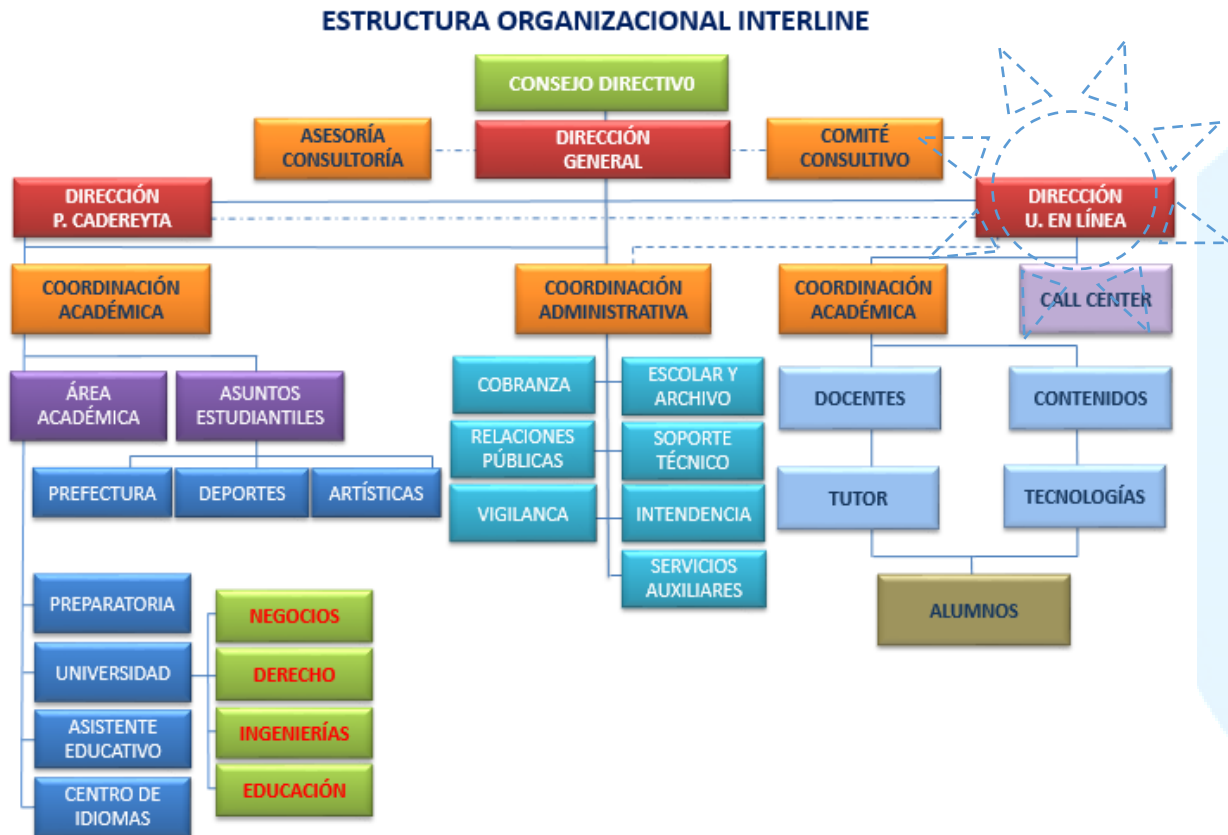 ESTRUCTURA ORGANIZACIONAL INTERLINE
CONSEJO DIRECTIV0
ASESORÍA
CONSULTORÍA
DIRECCIÓN
GENERAL
COMITÉ
CONSULTIVO
DIRECCIÓN
P. CADEREYTA
DIRECCIÓN
U. EN LÍNEA
COORDINACIÓN
ACADÉMICA
COORDINACIÓN
ADMINISTRATIVA
COORDINACIÓN
ACADÉMICA
CALL CENTER
ÁREA
ACADÉMICA
ASUNTOS
ESTUDIANTILES
PREFECTURA
DEPORTES
ARTÍSTICAS
COBRANZA
ESCOLAR Y
ARCHIVO
RELACIONES
PÚBLICAS
SOPORTE
TÉCNICO
VIGILANCA
INTENDENCIA
SERVICIOS
AUXILIARES
DOCENTES
CONTENIDOS
TUTOR
TECNOLOGÍAS
ALUMNOS
PREPARATORIA
UNIVERSIDAD
ASISTENTE
EDUCATIVO
CENTRO DE
IDIOMAS
NEGOCIOS
DERECHO
INGENIERÍAS
EDUCACIÓN